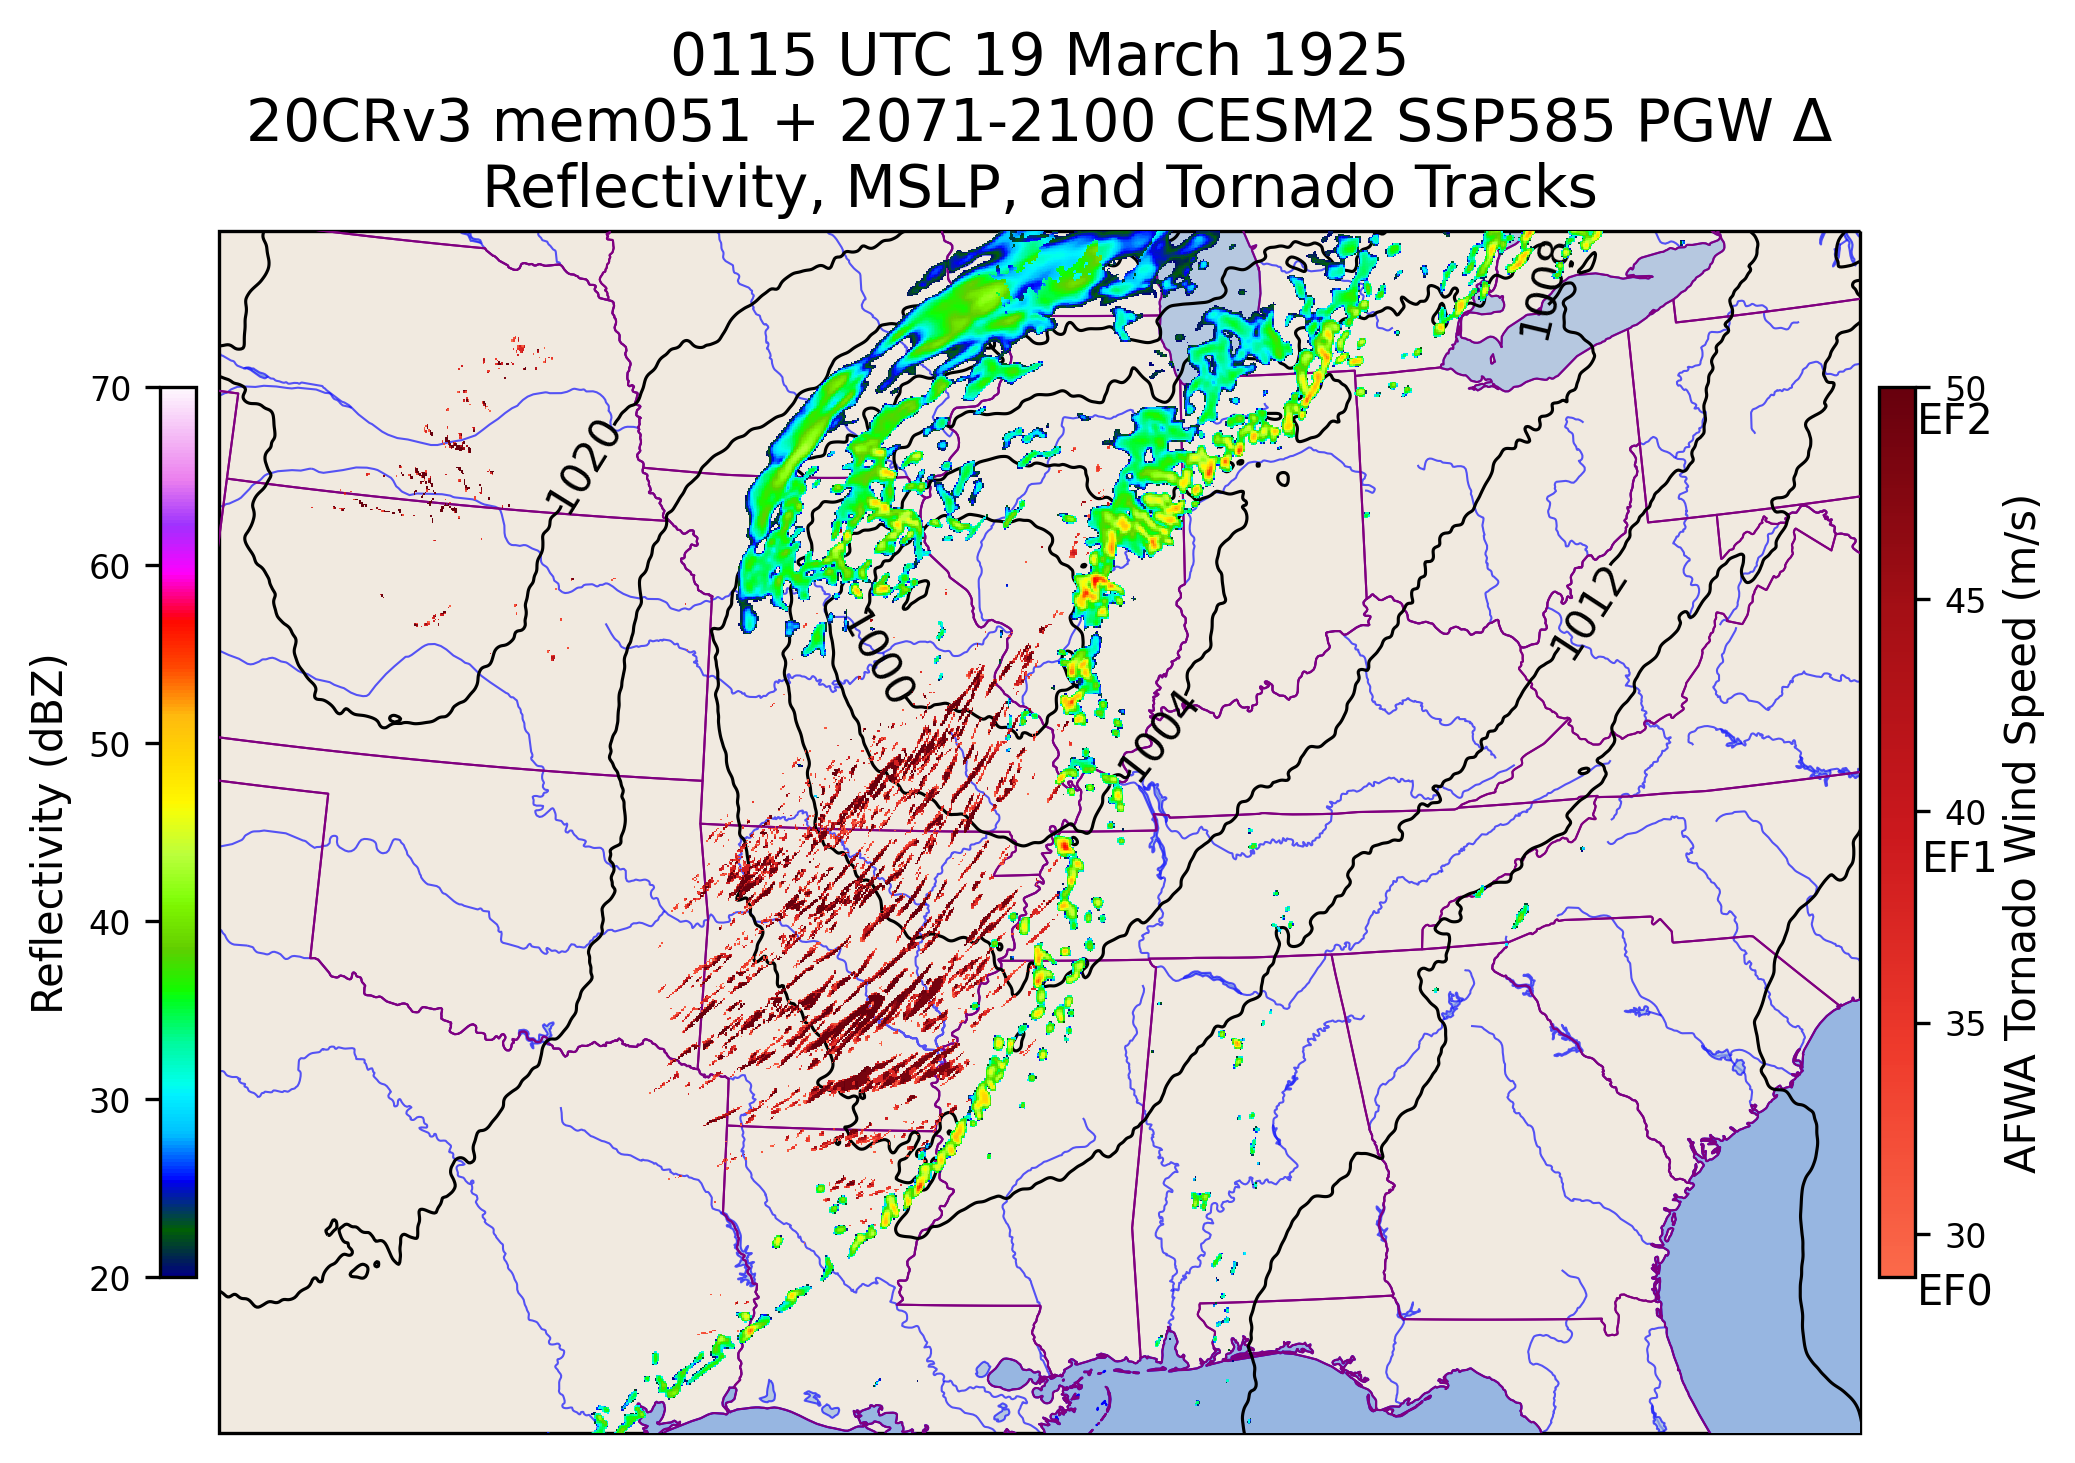 0115 UTC 19 March 1925
20CRv3 mem051 + 2071-2100 CESM2 SSP585 PGW Δ
Reflectivity, MSLP, and Tornado Tracks
Reflectivity (dBZ)
70
60
50
40
30
20
1020
1000
1004
1008
1012
50
EF2
45
40
EF1
35
30
EF0
AFWA Tornado Wind Speed (m/s)